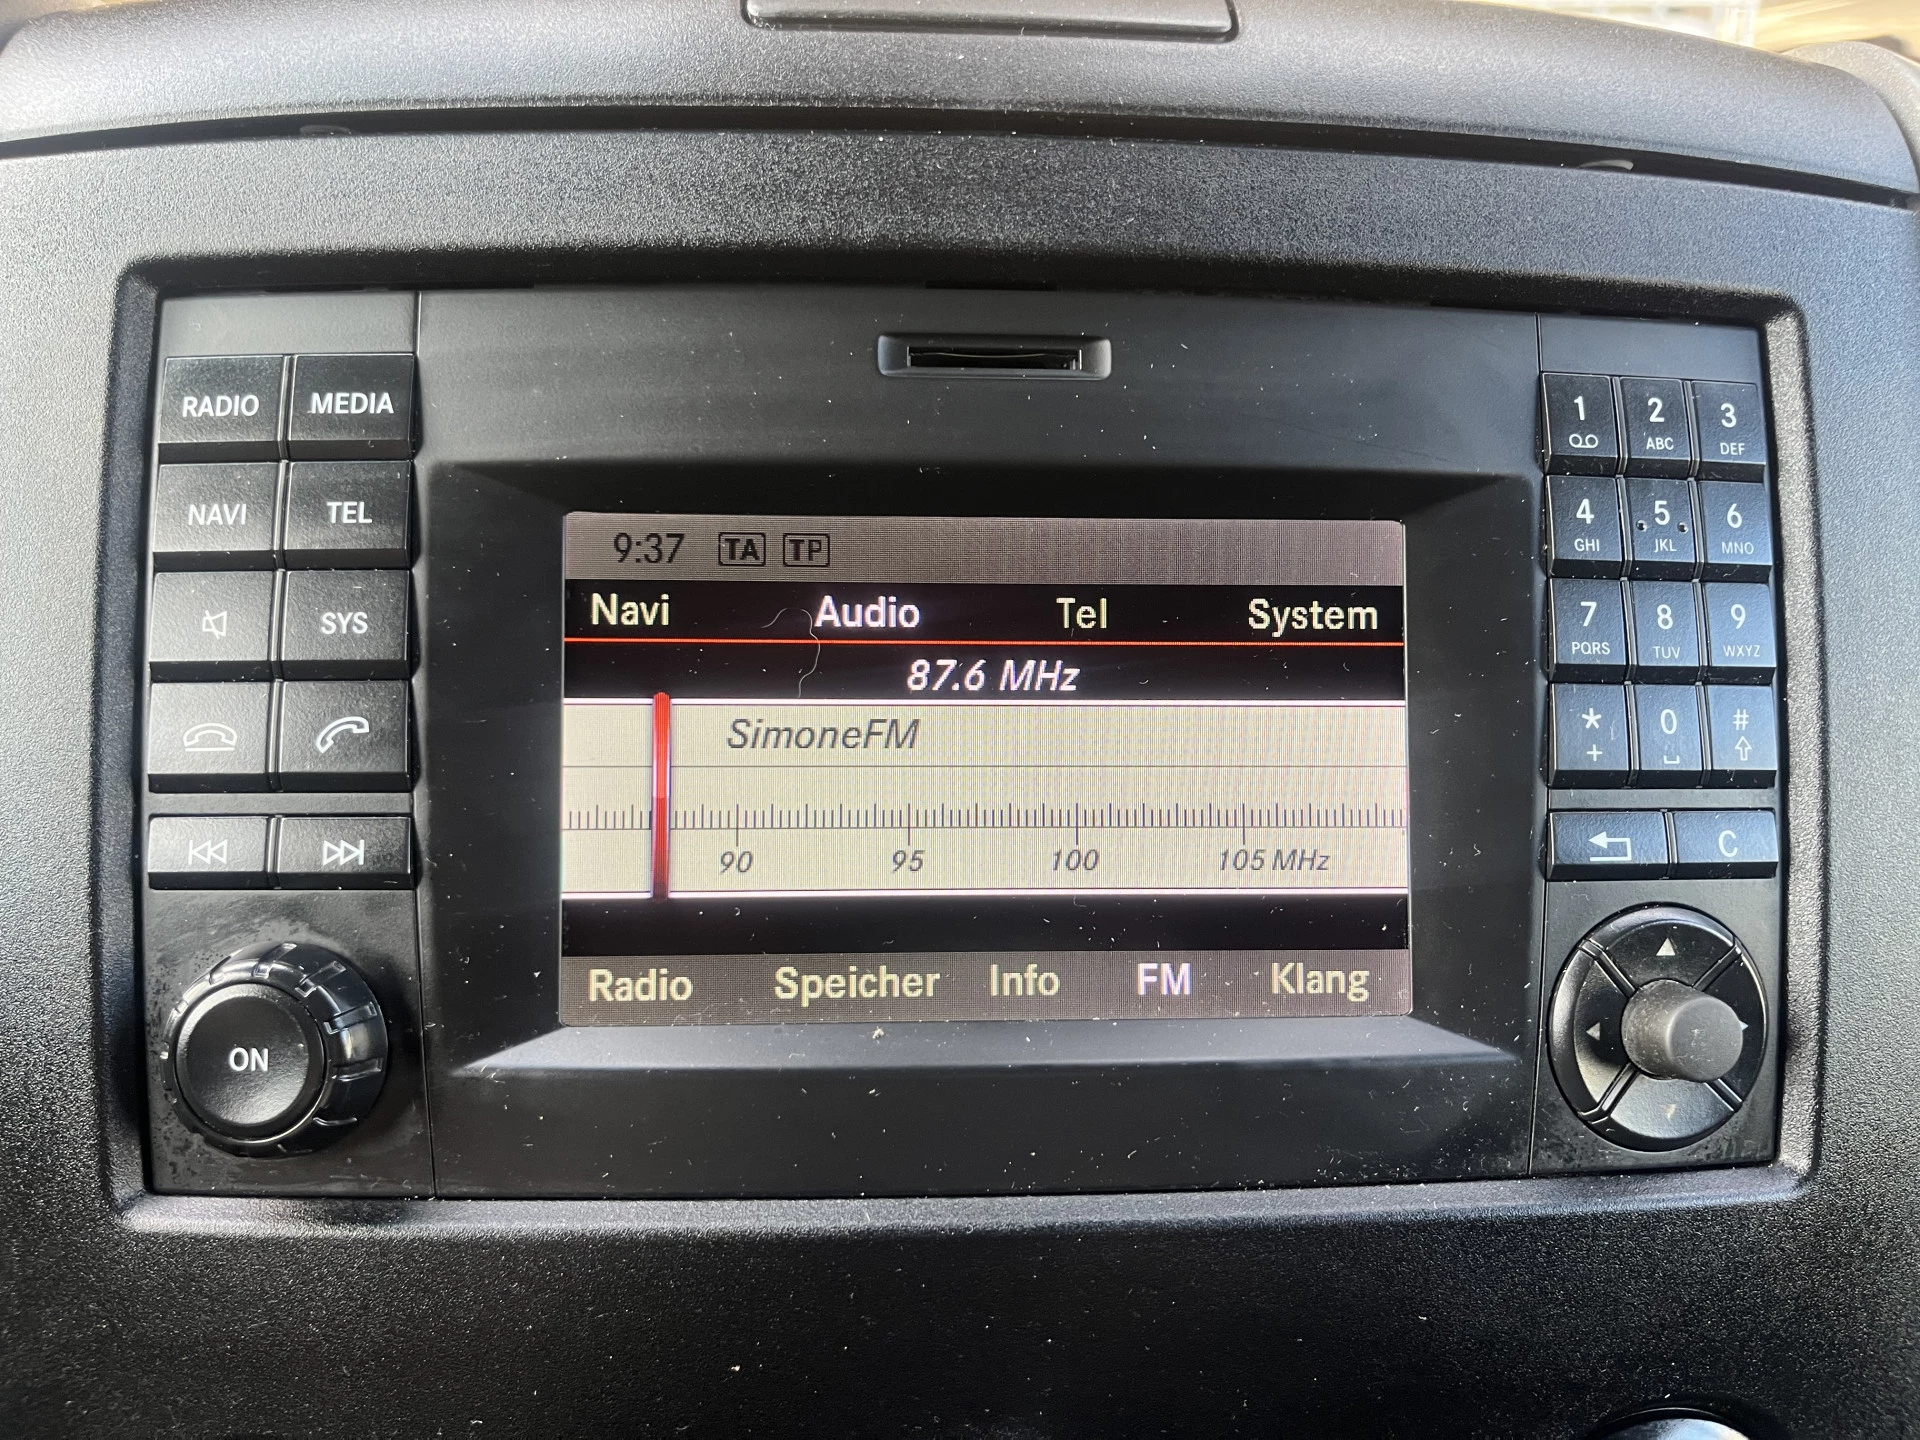 RADIO MEDIA
NAVI TEL
SYS
ON
9:37 TA TP
Navi Audio Tel System
87.6 MHz
SimoneFM
90 95 100 105 MHz
Radio Speicher Info FM Klang
1 2 3
ABC DEF
4 5 6
GHI JKL MNO
7 8 9
PQRS TUV WXYZ
* 0 #
+
C